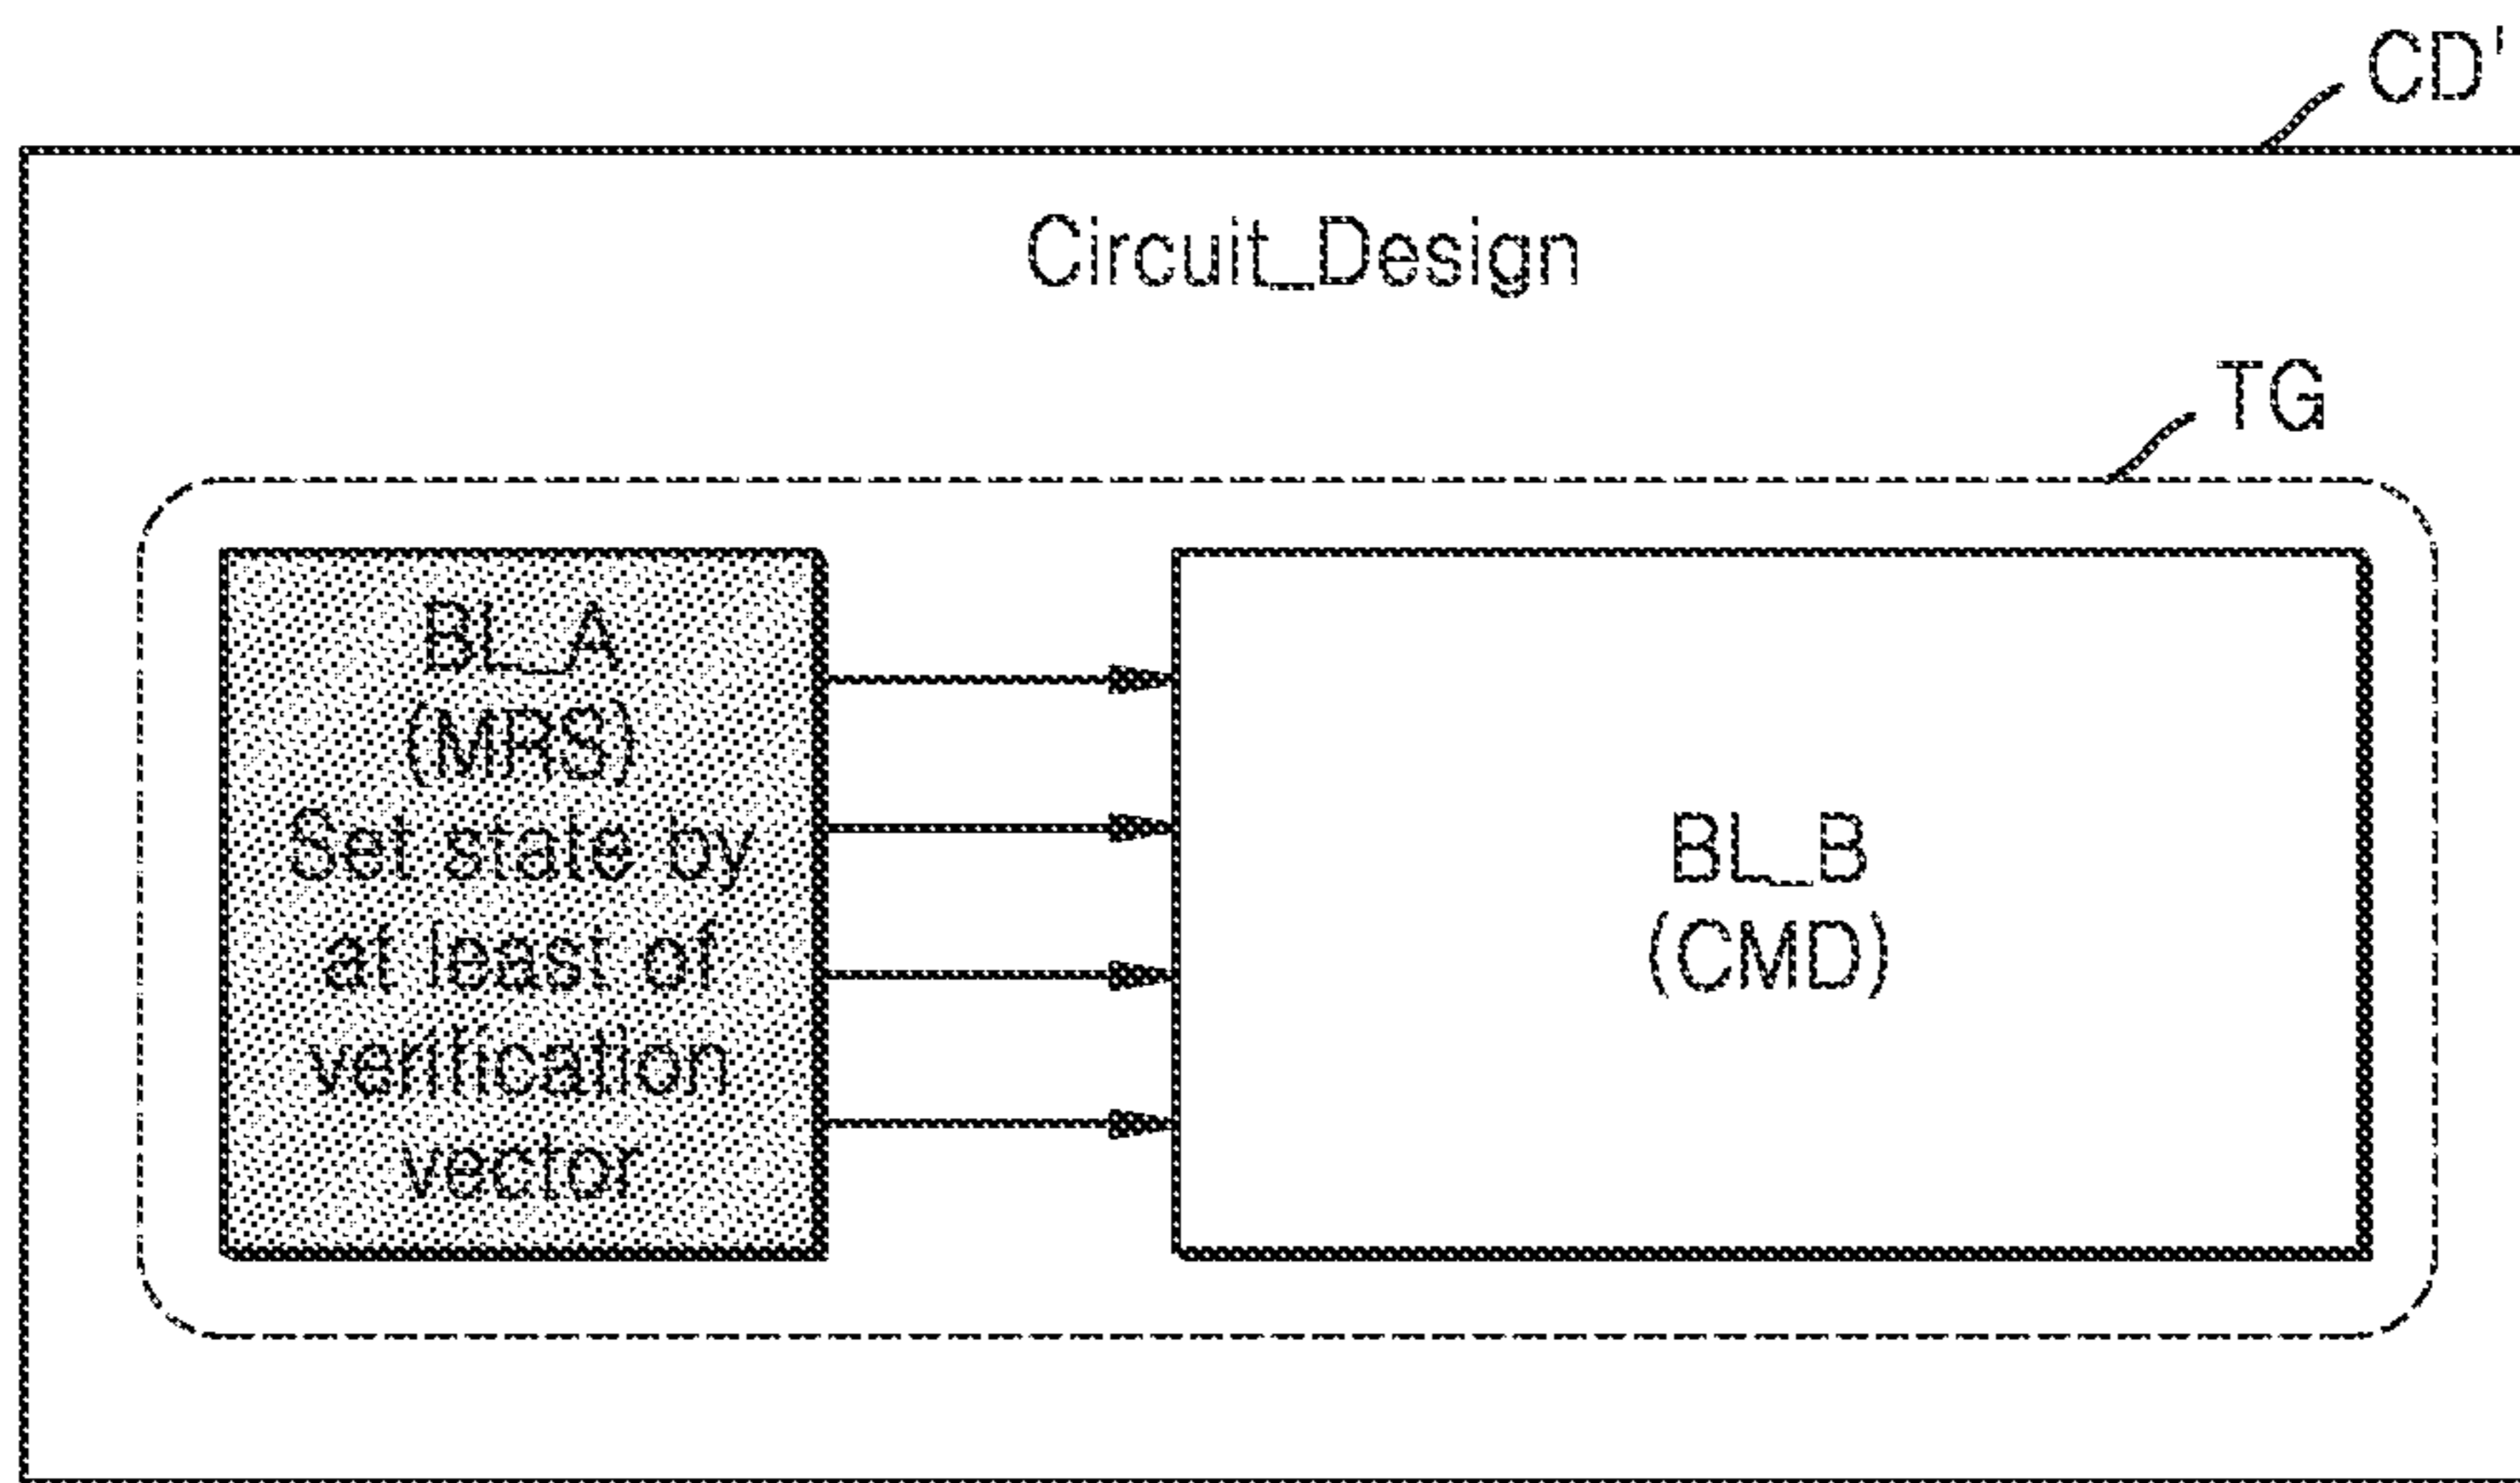 CD'
Circuit_Design
TG
BL_A
(MRS)
Set state by
at least of
verification
vector
BL_B
(CMD)